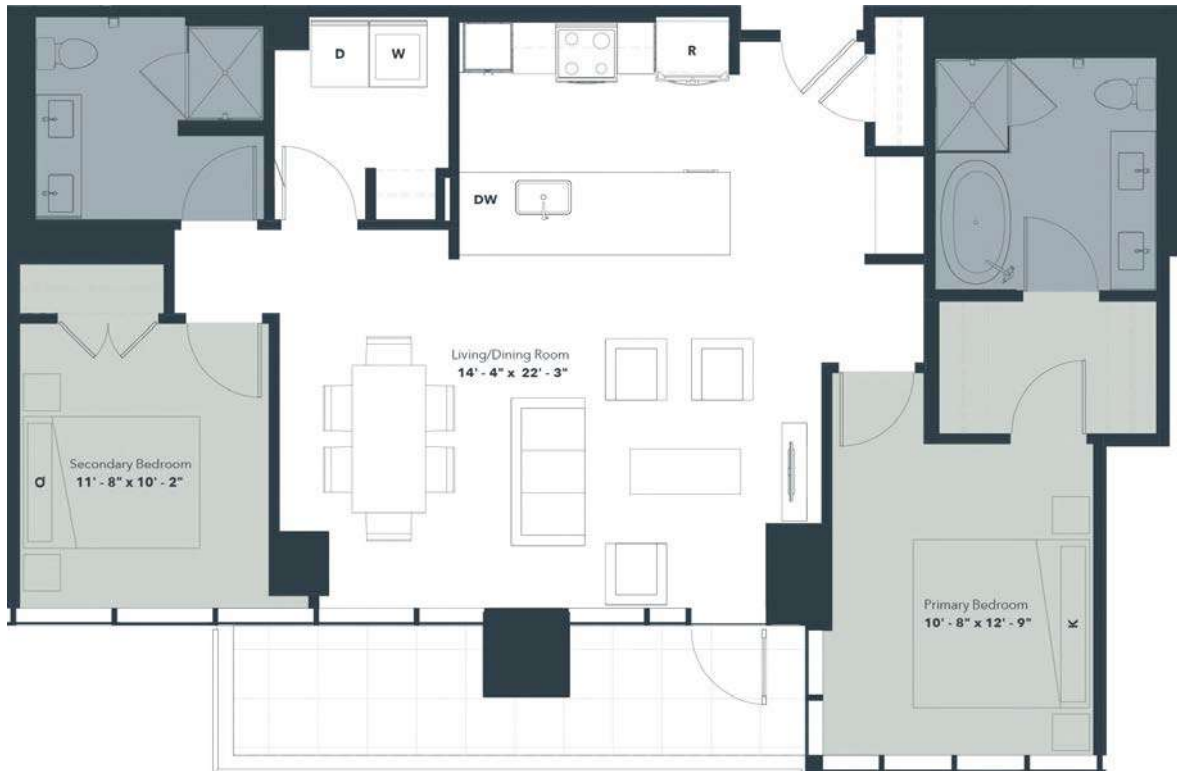 D
W
R
DW
Living/Dining Room
14' - 4" x 22' - 3"
Secondary Bedroom
11' - 8" x 10' - 2"
Q
Primary Bedroom
10' - 8" x 12' - 9"
K